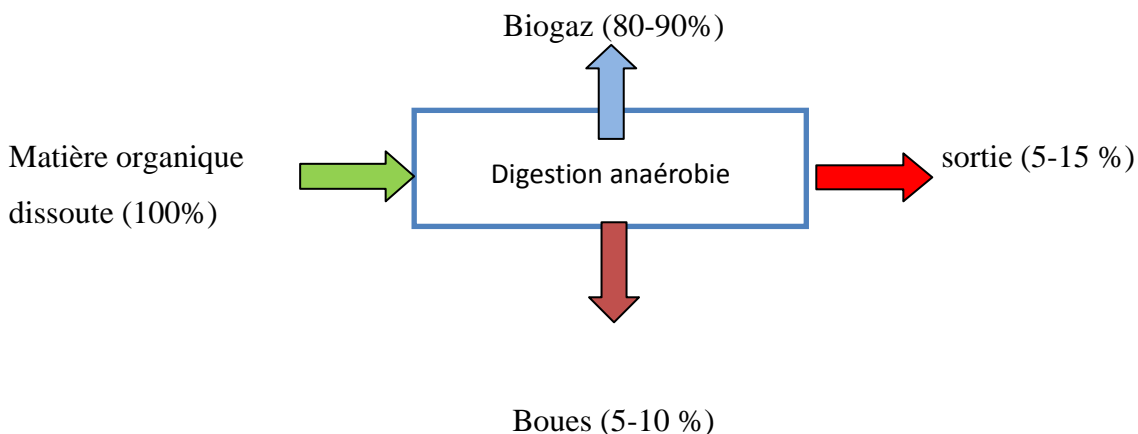 Biogaz (80-90%)
Matière organique
dissoute (100%)
Digestion anaérobie
sortie (5-15 %)
Boues (5-10 %)